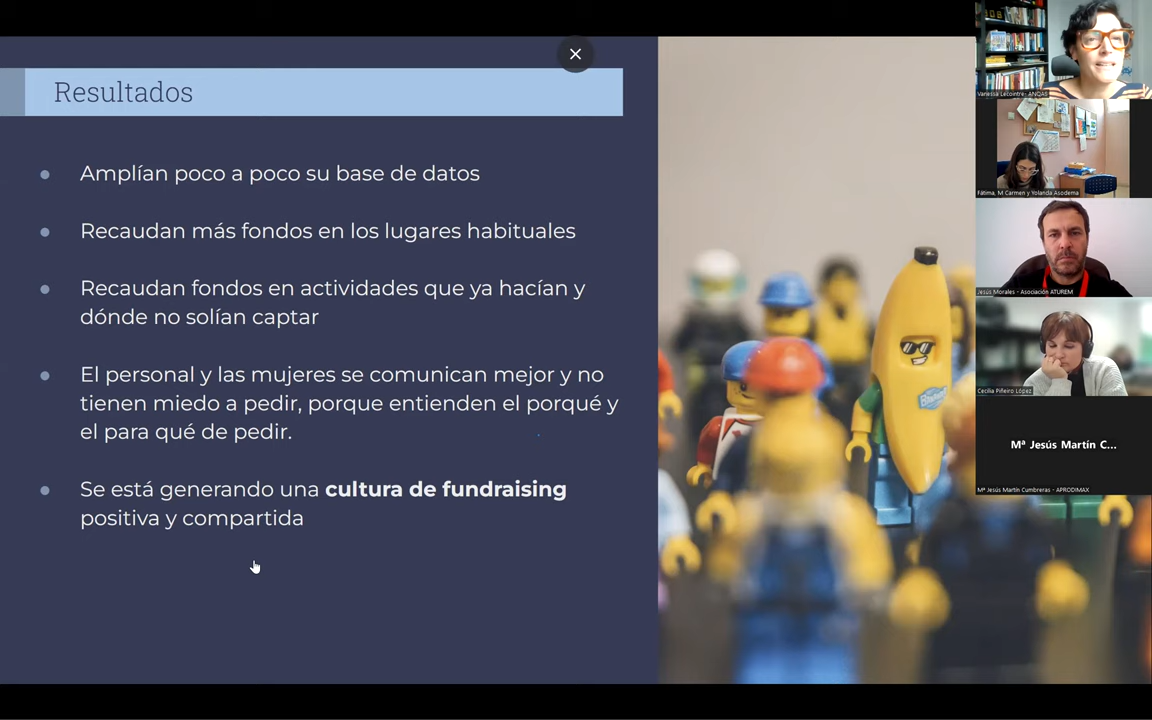 Resultados
Amplían poco a poco su base de datos
Recaudan más fondos en los lugares habituales
Recaudan fondos en actividades que ya hacían y
dónde no solían captar
El personal y las mujeres se comunican mejor y no
tienen miedo a pedir, porque entienden el porqué y
el para qué de pedir.
Se está generando una cultura de fundraising
positiva y compartida
Vanessa Lecointre- ANQAS
Fátima, M Carmen y Yolanda Asodema
Jesús Morales - Asociación ATUREM
Cecilia Piñeiro López
Mª Jesús Martín C...
Mª Jesús Martín Cumbreras - APRODIMAX